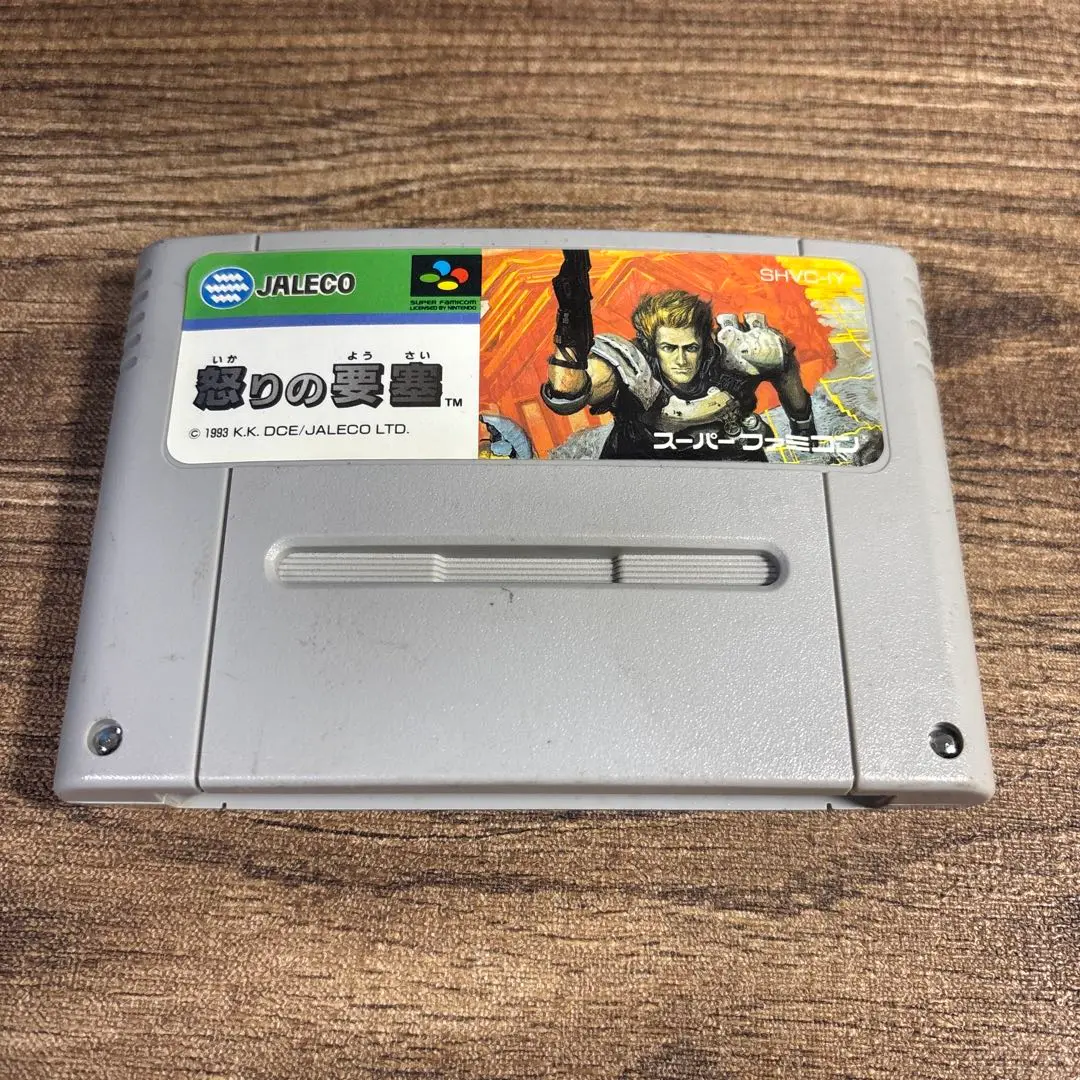 JALECO
SUPER FAMICOM
LICENSED BY NINTENDO
いか よう さい
怒りの要塞™
© 1993 K.K. DCE/JALECO LTD.
SHVC-IY
スーパーファミコン